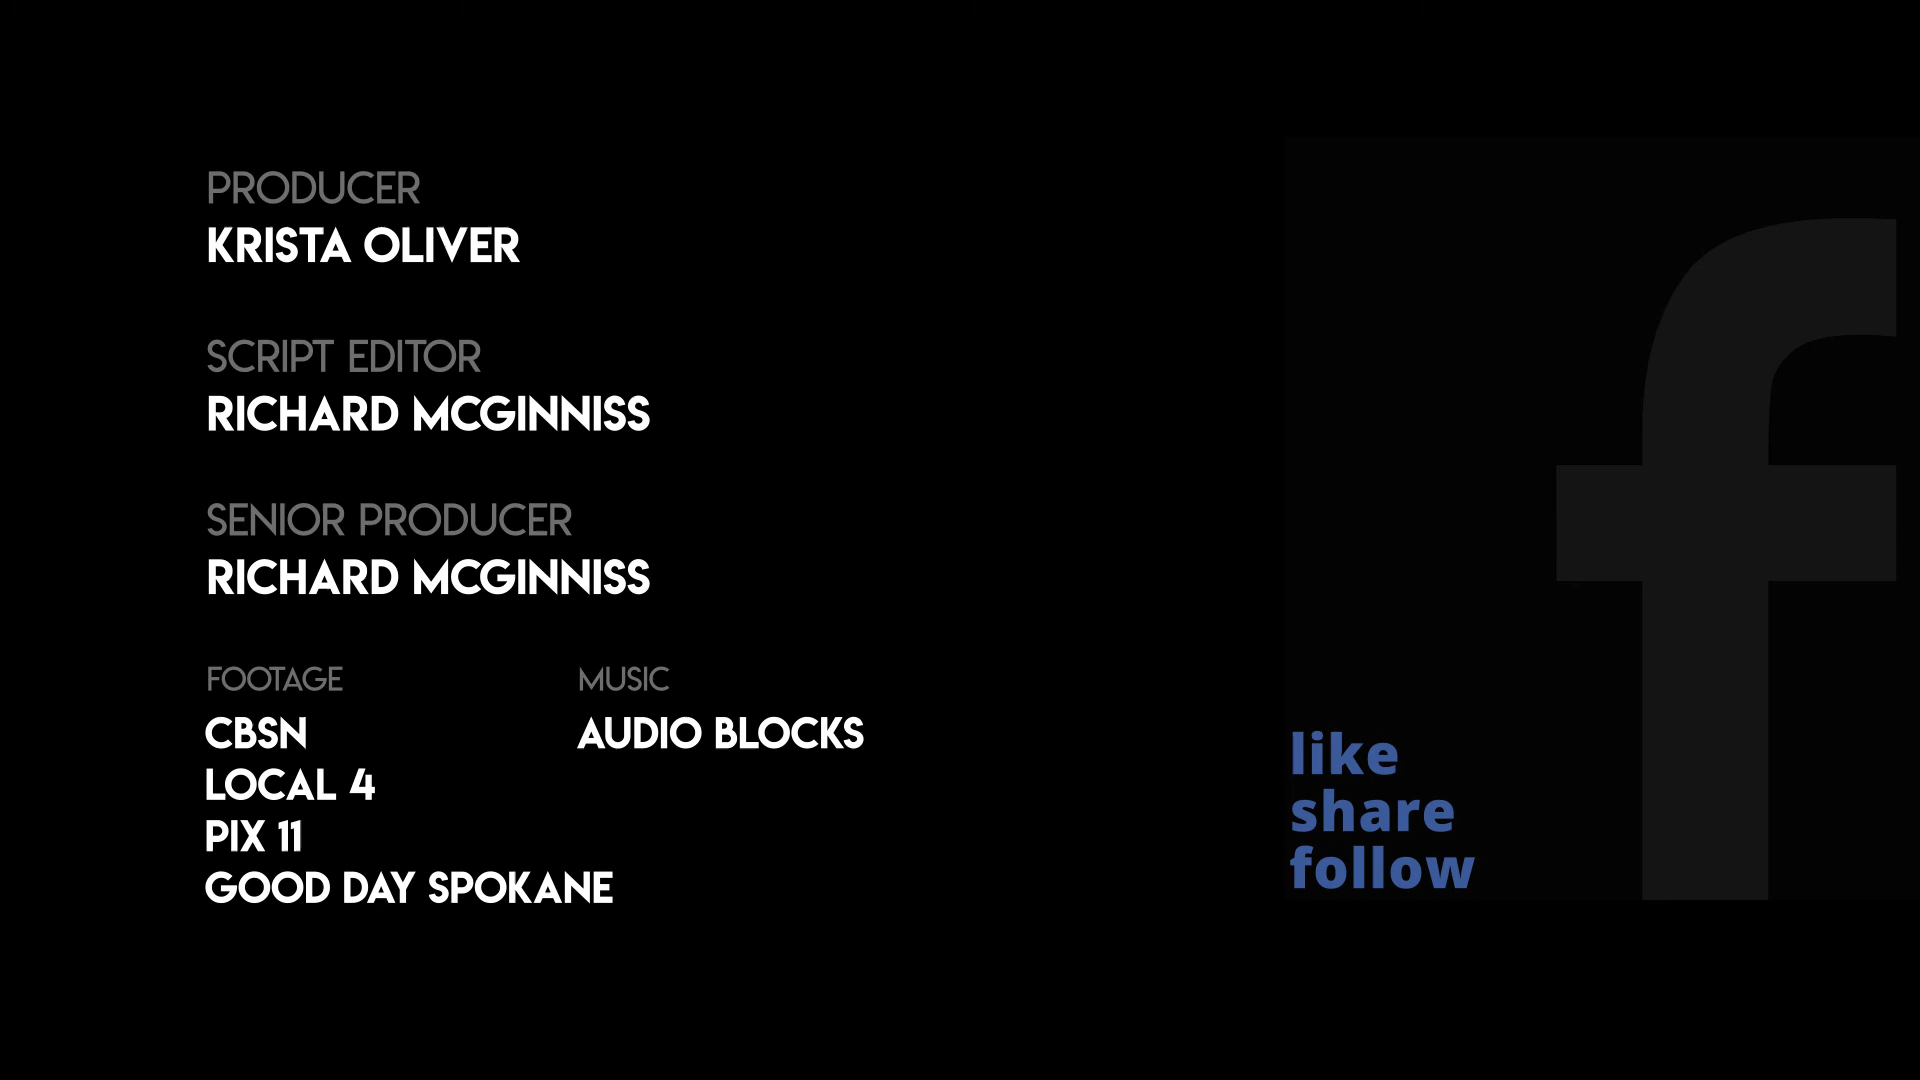 PRODUCER
KRISTA OLIVER
SCRIPT EDITOR
RICHARD MCGINNISS
SENIOR PRODUCER
RICHARD MCGINNISS
FOOTAGE
CBSN
LOCAL 4
PIX 11
GOOD DAY SPOKANE
MUSIC
AUDIO BLOCKS
like
share
follow
f